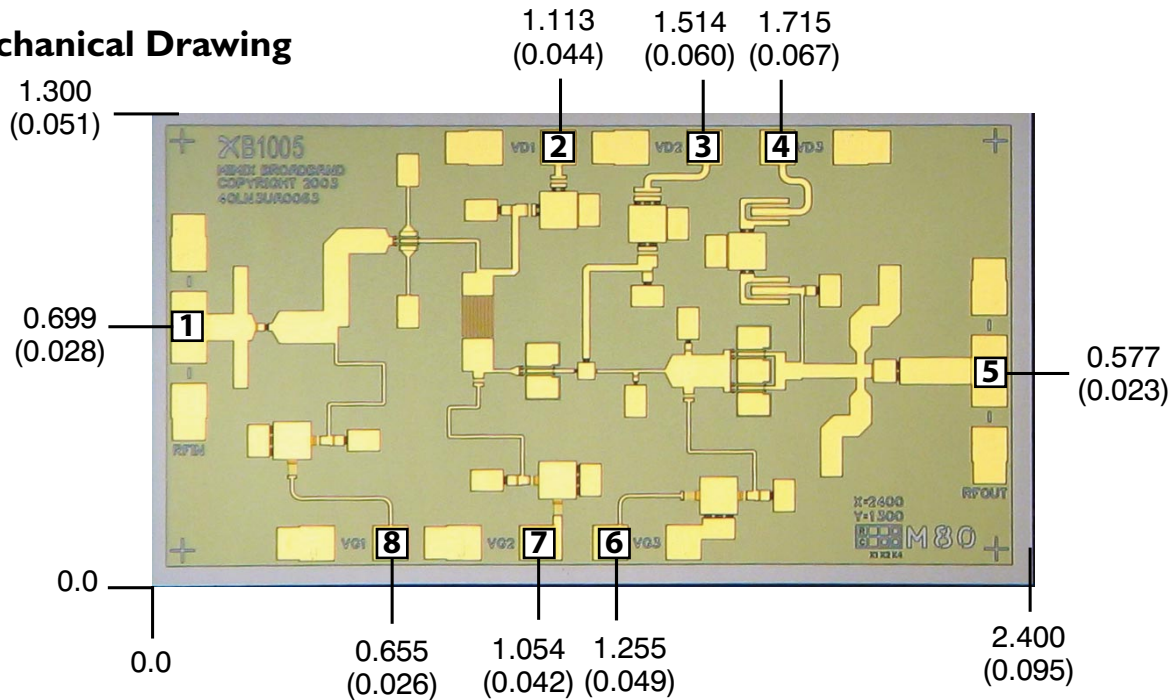 chanical Drawing
1.113
(0.044)
1.514
(0.060)
1.715
(0.067)
1.300
(0.051)
XB1005
MIMIX BROADBAND
COPYRIGHT 2003
40LN3UA0063
VD1
2
VD2
3
4
VD3
0.699
(0.028)
1
RFIN
0.577
(0.023)
5
RFOUT
X=2400
Y=1300
M80
VG1
8
VG2
7
6
VG3
0.0
0.0
0.655
(0.026)
1.054
(0.042)
1.255
(0.049)
2.400
(0.095)